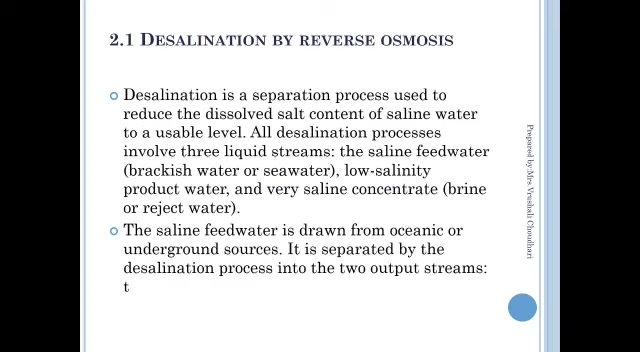 2.1 DESALINATION BY REVERSE OSMOSIS
Desalination is a separation process used to
reduce the dissolved salt content of saline water
to a usable level. All desalination processes
involve three liquid streams: the saline feedwater
(brackish water or seawater), low-salinity
product water, and very saline concentrate (brine
or reject water).
The saline feedwater is drawn from oceanic or
underground sources. It is separated by the
desalination process into the two output streams:
t
Prepared by:Mrs Vrushali Choudhari